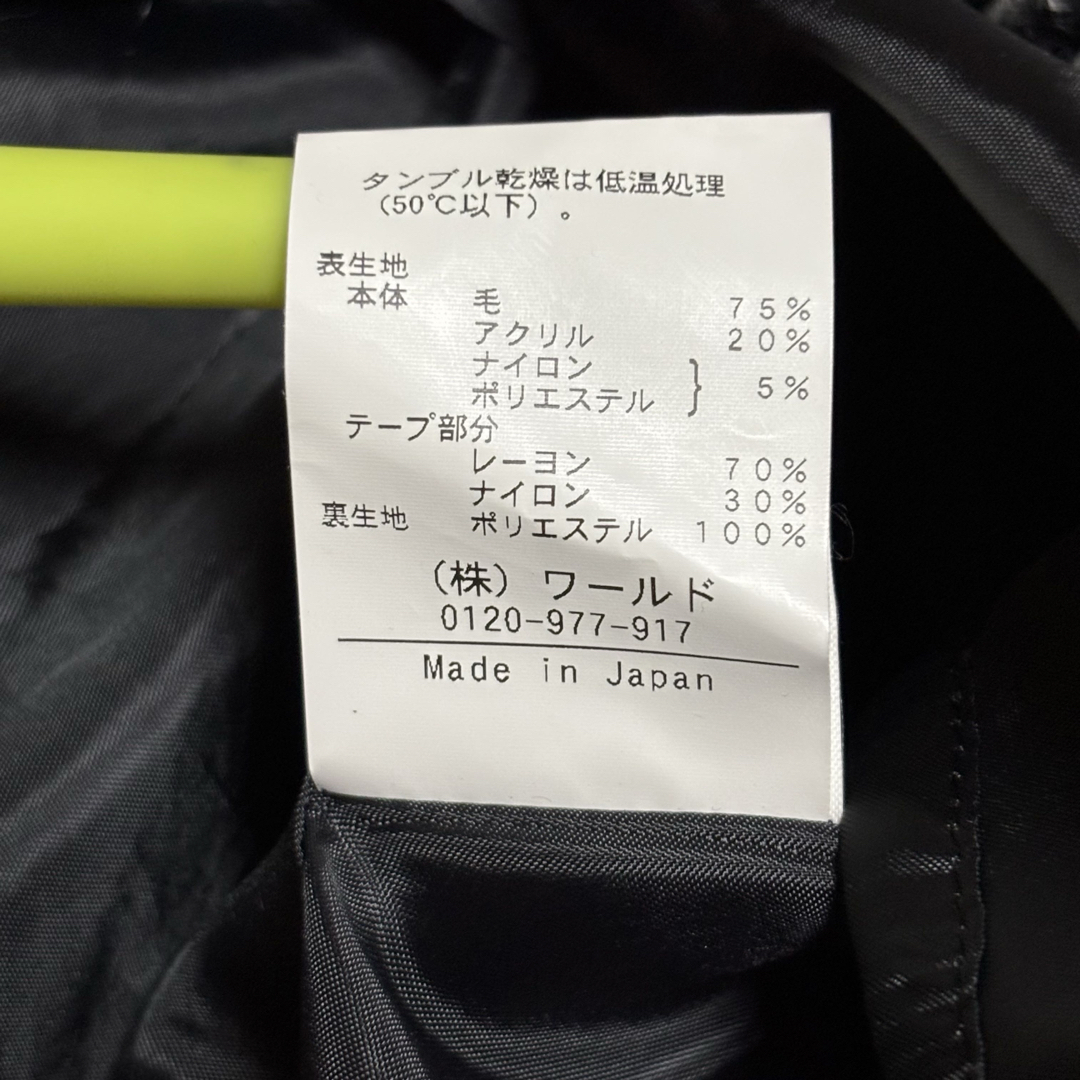 タンブル乾燥は低温処理
（50℃以下）。
表生地
本体 毛 75%
アクリル 20%
ナイロン
ポリエステル } 5%
テープ部分
レーヨン 70%
ナイロン 30%
裏生地 ポリエステル 100%
（株）ワールド
0120-977-917
Made in Japan